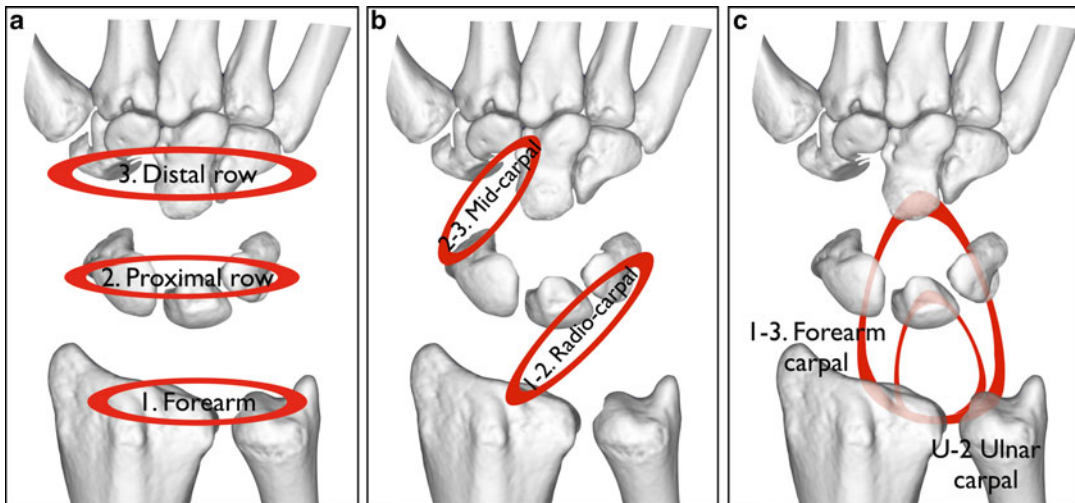 a
3. Distal row
2. Proximal row
1. Forearm
b
2-3. Mid-carpal
1-2. Radio-carpal
c
1-3. Forearm
carpal
U-2 Ulnar
carpal